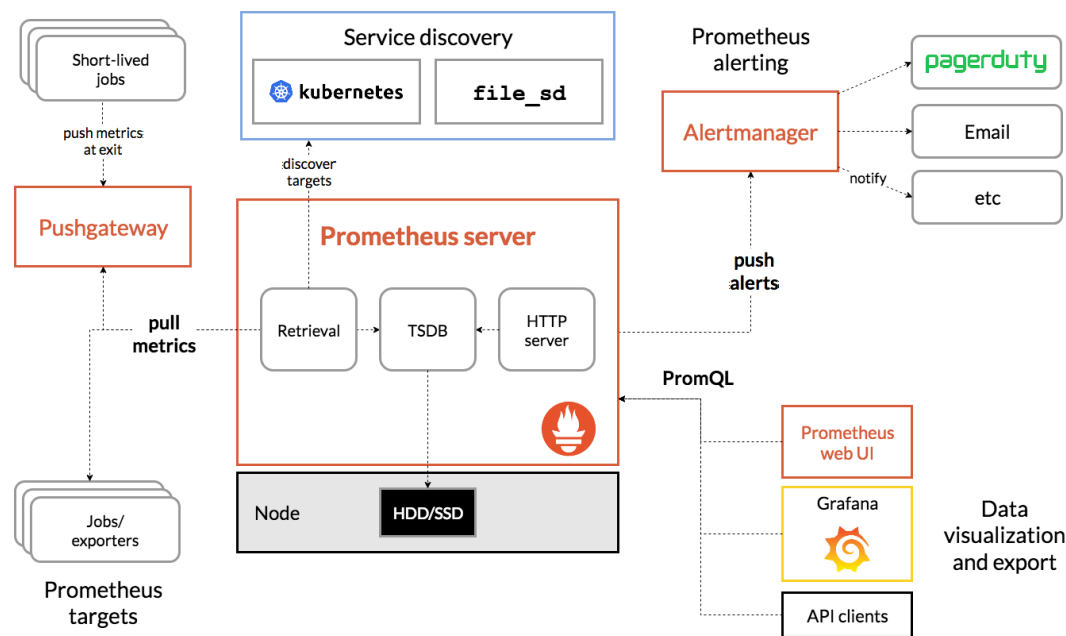 Short-lived
jobs
push metrics
at exit
Pushgateway
Service discovery
kubernetes
file_sd
discover
targets
Prometheus
alerting
Alertmanager
pagerduty
Email
notify
etc
Prometheus server
Retrieval
TSDB
HTTP
server
pull
metrics
push
alerts
PromQL
Node
HDD/SSD
Jobs/
exporters
Prometheus
targets
Prometheus
web UI
Grafana
API clients
Data
visualization
and export